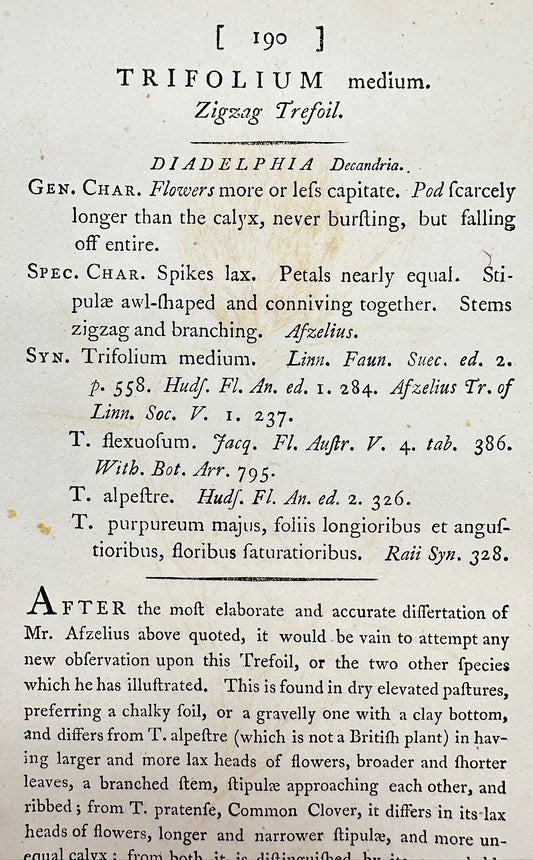 [ 190 ]
TRIFOLIUM medium.
Zigzag Trefoil.
DIADELPHIA Decandria.
GEN. CHAR. Flowers more or leſs capitate. Pod ſcarcely
longer than the calyx, never burſting, but falling
off entire.
SPEC. CHAR. Spikes lax. Petals nearly equal. Sti-
pulæ awl-ſhaped and conniving together. Stems
zigzag and branching. Afzelius.
SYN. Trifolium medium. Linn. Faun. Suec. ed. 2.
p. 558. Hudſ. Fl. An. ed. 1. 284. Afzelius Tr. of
Linn. Soc. V. 1. 237.
T. flexuoſum. Jacq. Fl. Auſtr. V. 4. tab. 386.
With. Bot. Arr. 795.
T. alpeſtre. Hudſ. Fl. An. ed. 2. 326.
T. purpureum majus, foliis longioribus et anguſ-
tioribus, floribus ſaturatioribus. Raii Syn. 328.
AFTER the moſt elaborate and accurate diſſertation of
Mr. Afzelius above quoted, it would be vain to attempt any
new obſervation upon this Trefoil, or the two other ſpecies
which he has illuſtrated. This is found in dry elevated paſtures,
preferring a chalky ſoil, or a gravelly one with a clay bottom,
and differs from T. alpeſtre (which is not a Britiſh plant) in hav-
ing larger and more lax heads of flowers, broader and ſhorter
leaves, a branched ſtem, ſtipulæ approaching each other, and
ribbed; from T. pratenſe, Common Clover, it differs in its lax
heads of flowers, longer and narrower ſtipulæ, and more un-
equal calyx; from both it is diſtinguiſhed by its